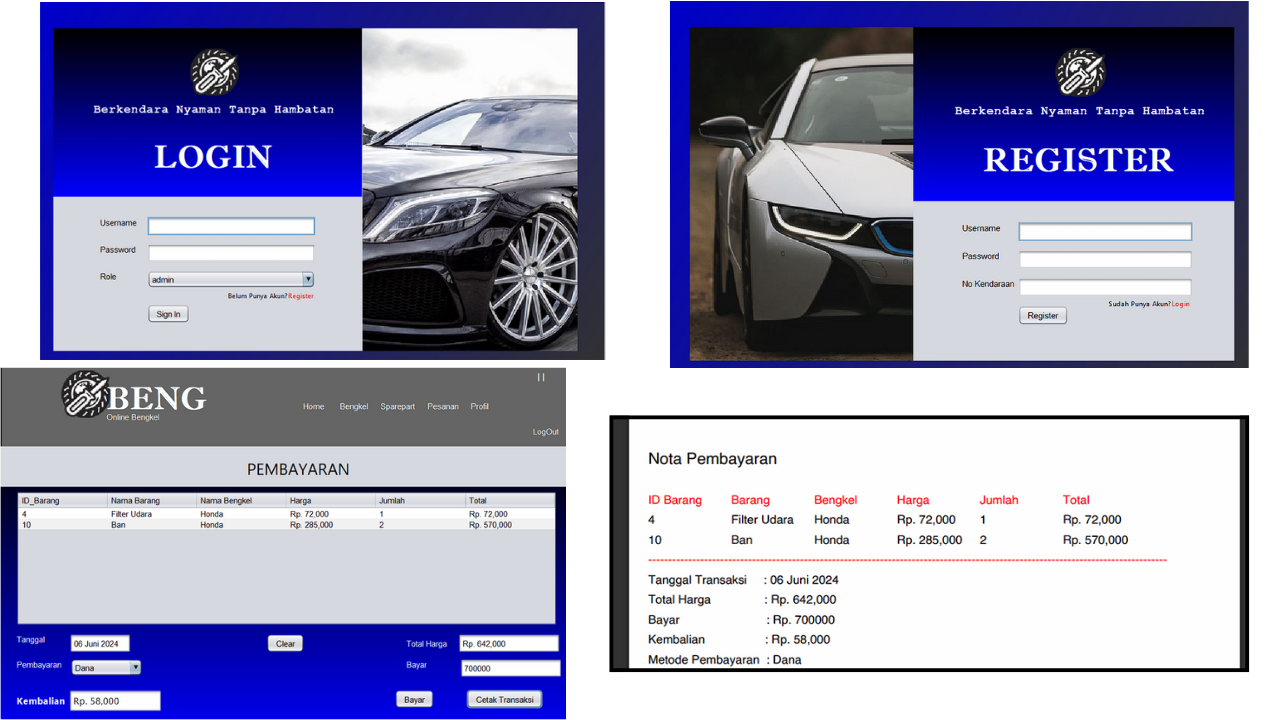 Berkendara Nyaman Tanpa Hambatan
LOGIN
Username
Password
Role admin
Belum Punya Akun?Register
Sign In
Berkendara Nyaman Tanpa Hambatan
REGISTER
Username
Password
No Kendaraan
Sudah Punya Akun?Login
Register
BENG
Online Bengkel
Home Bengkel Sparepart Pesanan Profil
LogOut
PEMBAYARAN
ID_Barang Nama Barang Nama Bengkel Harga Jumlah Total
4 Filter Udara Honda Rp. 72,000 1 Rp. 72,000
10 Ban Honda Rp. 285,000 2 Rp. 570,000
Tanggal 06 Juni 2024 Clear Total Harga Rp. 642,000
Pembayaran Dana Bayar 700000
Kembalian Rp. 58,000 Bayar Cetak Transaksi
Nota Pembayaran
ID Barang Barang Bengkel Harga Jumlah Total
4 Filter Udara Honda Rp. 72,000 1 Rp. 72,000
10 Ban Honda Rp. 285,000 2 Rp. 570,000
Tanggal Transaksi : 06 Juni 2024
Total Harga : Rp. 642,000
Bayar : Rp. 700000
Kembalian : Rp. 58,000
Metode Pembayaran : Dana